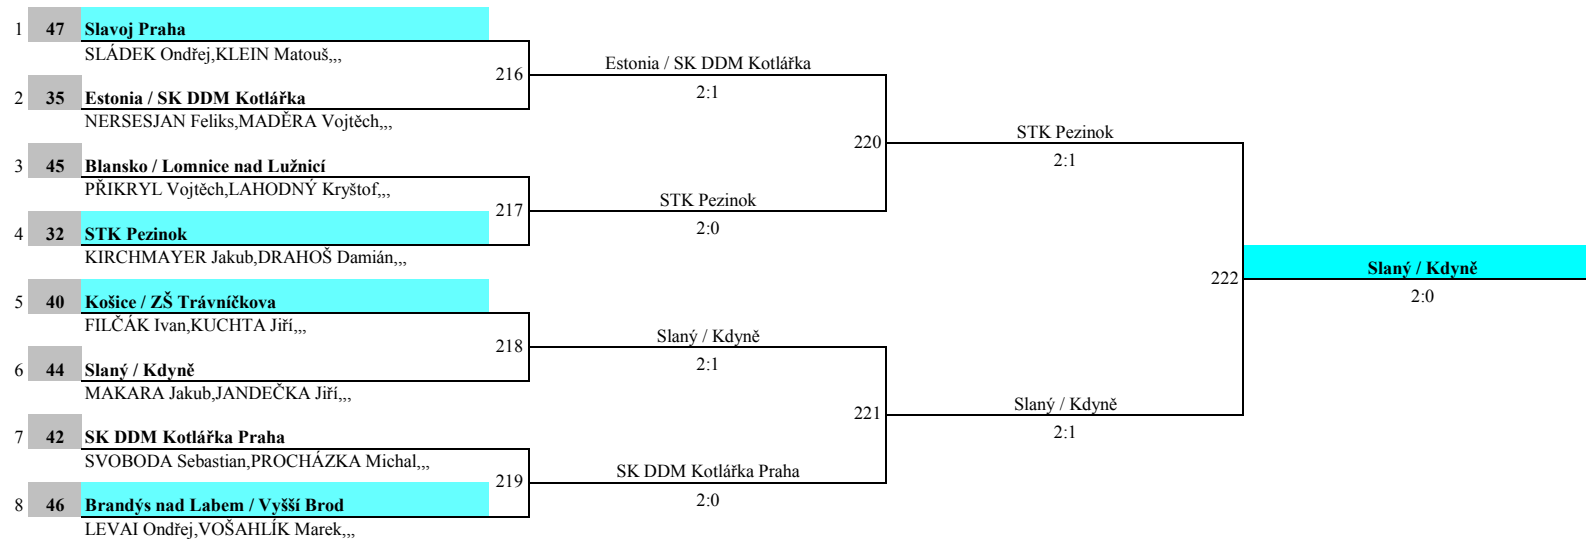 1 47 Slavoj Praha
SLÁDEK Ondřej,KLEIN Matouš,,,
216
Estonia / SK DDM Kotlářka
2:1
2 35 Estonia / SK DDM Kotlářka
NERSESJAN Feliks,MADĚRA Vojtěch,,,
220
STK Pezinok
2:1
3 45 Blansko / Lomnice nad Lužnicí
PŘIKRYL Vojtěch,LAHODNÝ Kryštof,,,
217
STK Pezinok
2:0
4 32 STK Pezinok
KIRCHMAYER Jakub,DRAHOŠ Damián,,,
222
Slaný / Kdyně
2:0
5 40 Košice / ZŠ Trávníčkova
FILČÁK Ivan,KUCHTA Jiří,,,
218
Slaný / Kdyně
2:1
6 44 Slaný / Kdyně
MAKARA Jakub,JANDEČKA Jiří,,,
221
Slaný / Kdyně
2:1
7 42 SK DDM Kotlářka Praha
SVOBODA Sebastian,PROCHÁZKA Michal,,,
219
SK DDM Kotlářka Praha
2:0
8 46 Brandýs nad Labem / Vyšší Brod
LEVAI Ondřej,VOŠAHLÍK Marek,,,